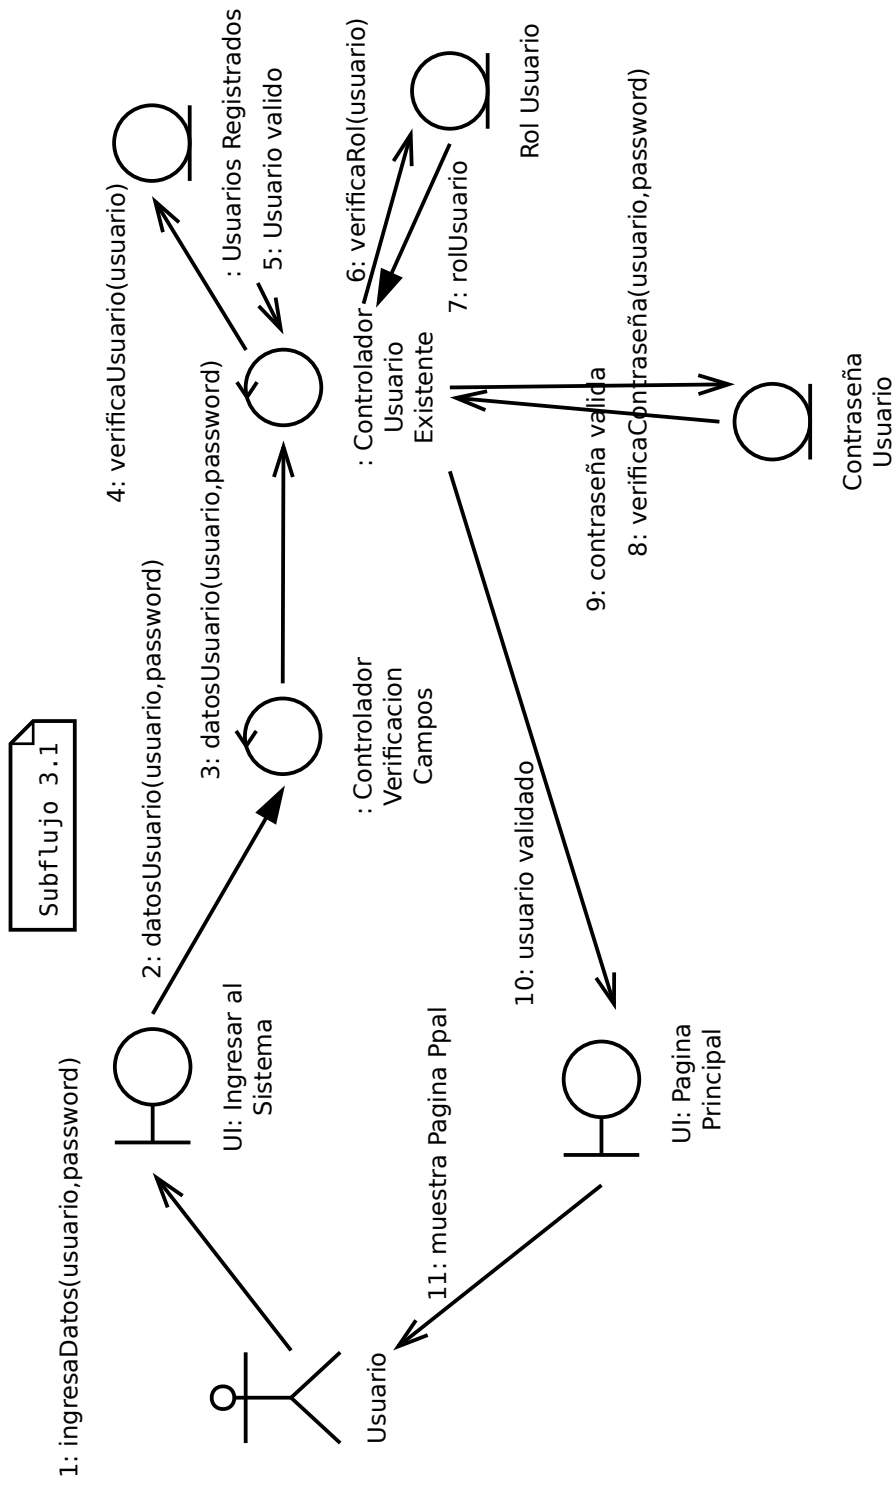 Subflujo 3.1
1: ingresaDatos(usuario,password)
2: datosUsuario(usuario,password)
3: datosUsuario(usuario,password)
4: verificaUsuario(usuario)
: Usuarios Registrados
5: Usuario valido
6: verificaRol(usuario)
7: rolUsuario
Rol Usuario
UI: Ingresar al
Sistema
: Controlador
Verificacion
Campos
: Controlador
Usuario
Existente
8: verificaContraseña(usuario,password)
9: contraseña valida
Contraseña
Usuario
10: usuario validado
UI: Pagina
Principal
11: muestra Pagina Ppal
Usuario